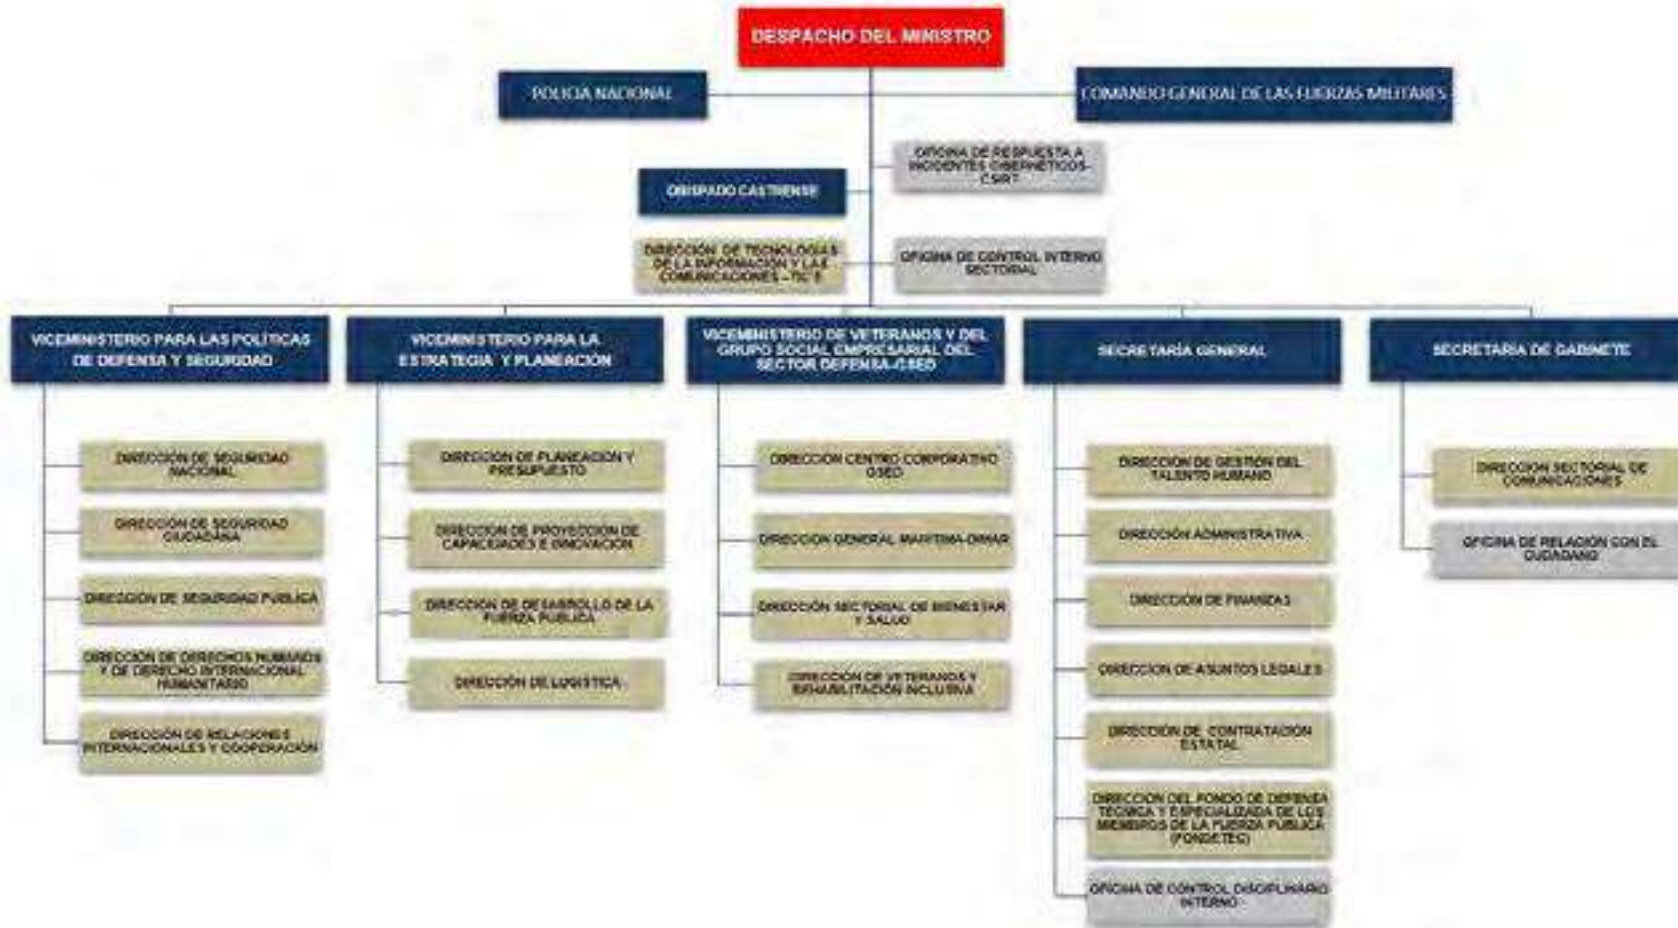 DESPACHO DEL MINISTRO
POLICIA NACIONAL
COMANDO GENERAL DE LAS FUERZAS MILITARES
OFICINA DE RESPUESTA A
INCIDENTES CIBERNÉTICOS-
CSIRT
OBISPADO CASTRENSE
DIRECCIÓN DE TECNOLOGÍAS
DE LA INFORMACIÓN Y LAS
COMUNICACIONES – TIC'S
OFICINA DE CONTROL INTERNO
SECTORIAL
VICEMINISTERIO PARA LAS POLÍTICAS
DE DEFENSA Y SEGURIDAD
VICEMINISTERIO PARA LA
ESTRATEGIA Y PLANEACIÓN
VICEMINISTERIO DE VETERANOS Y DEL
GRUPO SOCIAL EMPRESARIAL DEL
SECTOR DEFENSA-GSED
SECRETARÍA GENERAL
SECRETARÍA DE GABINETE
DIRECCIÓN DE SEGURIDAD
NACIONAL
DIRECCIÓN DE SEGURIDAD
CIUDADANA
DIRECCIÓN DE SEGURIDAD PÚBLICA
DIRECCIÓN DE DERECHOS HUMANOS
Y DE DERECHO INTERNACIONAL
HUMANITARIO
DIRECCIÓN DE RELACIONES
INTERNACIONALES Y COOPERACIÓN
DIRECCIÓN DE PLANEACIÓN Y
PRESUPUESTO
DIRECCIÓN DE PROYECCIÓN DE
CAPACIDADES E INNOVACIÓN
DIRECCIÓN DE DESARROLLO DE LA
FUERZA PÚBLICA
DIRECCIÓN DE LOGÍSTICA
DIRECCIÓN CENTRO CORPORATIVO
GSED
DIRECCIÓN GENERAL MARÍTIMA-DIMAR
DIRECCIÓN SECTORIAL DE BIENESTAR
Y SALUD
DIRECCIÓN DE VETERANOS Y
REHABILITACIÓN INCLUSIVA
DIRECCIÓN DE GESTIÓN DEL
TALENTO HUMANO
DIRECCIÓN ADMINISTRATIVA
DIRECCIÓN DE FINANZAS
DIRECCIÓN DE ASUNTOS LEGALES
DIRECCIÓN DE CONTRATACIÓN
ESTATAL
DIRECCIÓN DEL FONDO DE DEFENSA
TÉCNICA Y ESPECIALIZADA DE LOS
MIEMBROS DE LA FUERZA PÚBLICA
(FONDETEC)
OFICINA DE CONTROL DISCIPLINARIO
INTERNO
DIRECCIÓN SECTORIAL DE
COMUNICACIONES
OFICINA DE RELACIÓN CON EL
CIUDADANO